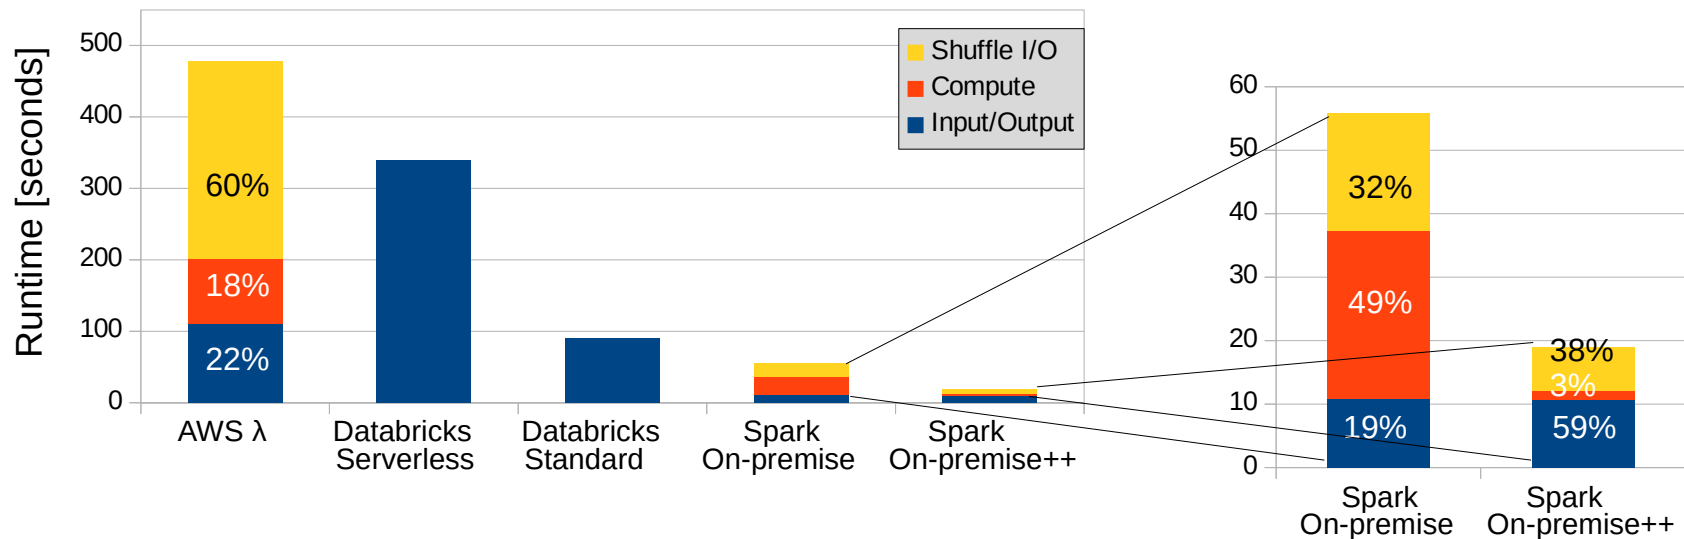 Runtime [seconds]
500
400
300
200
100
0
60%
18%
22%
AWS λ
Databricks
Serverless
Databricks
Standard
Spark
On-premise
Spark
On-premise++
Shuffle I/O
Compute
Input/Output
60
50
40
30
20
10
0
32%
49%
19%
38%
3%
59%
Spark
On-premise
Spark
On-premise++